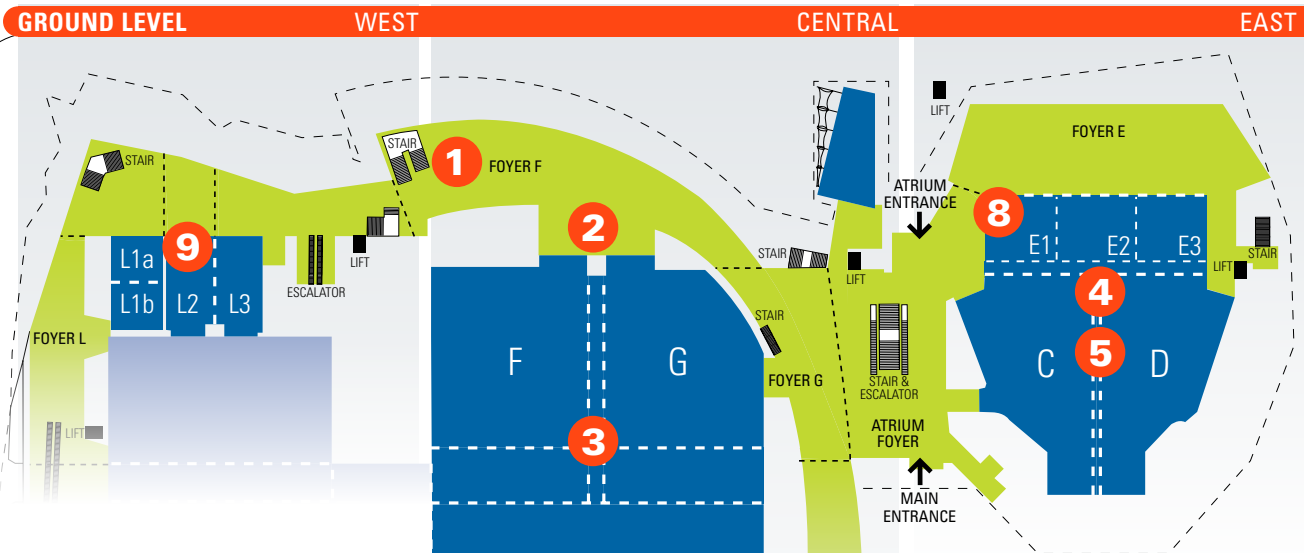 GROUND LEVEL
WEST
CENTRAL
EAST
LIFT
FOYER E
STAIR
STAIR
1
FOYER F
ATRIUM
ENTRANCE
8
2
9
L1a
L1b
L2
L3
LIFT
ESCALATOR
STAIR
LIFT
E1
E2
E3
LIFT
STAIR
4
FOYER L
STAIR
F
G
5
C
D
FOYER G
STAIR &
ESCALATOR
LIFT
3
ATRIUM
FOYER
MAIN
ENTRANCE